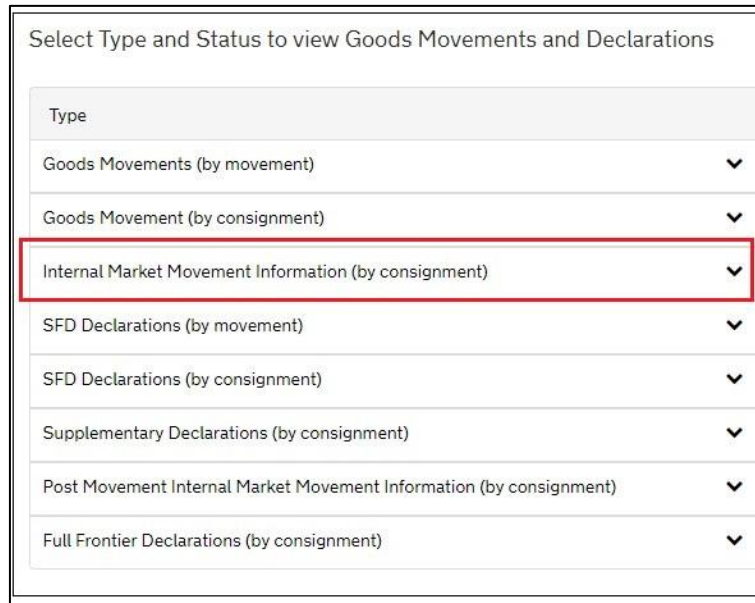 Select Type and Status to view Goods Movements and Declarations
Type
Goods Movements (by movement)
Goods Movement (by consignment)
Internal Market Movement Information (by consignment)
SFD Declarations (by movement)
SFD Declarations (by consignment)
Supplementary Declarations (by consignment)
Post Movement Internal Market Movement Information (by consignment)
Full Frontier Declarations (by consignment)